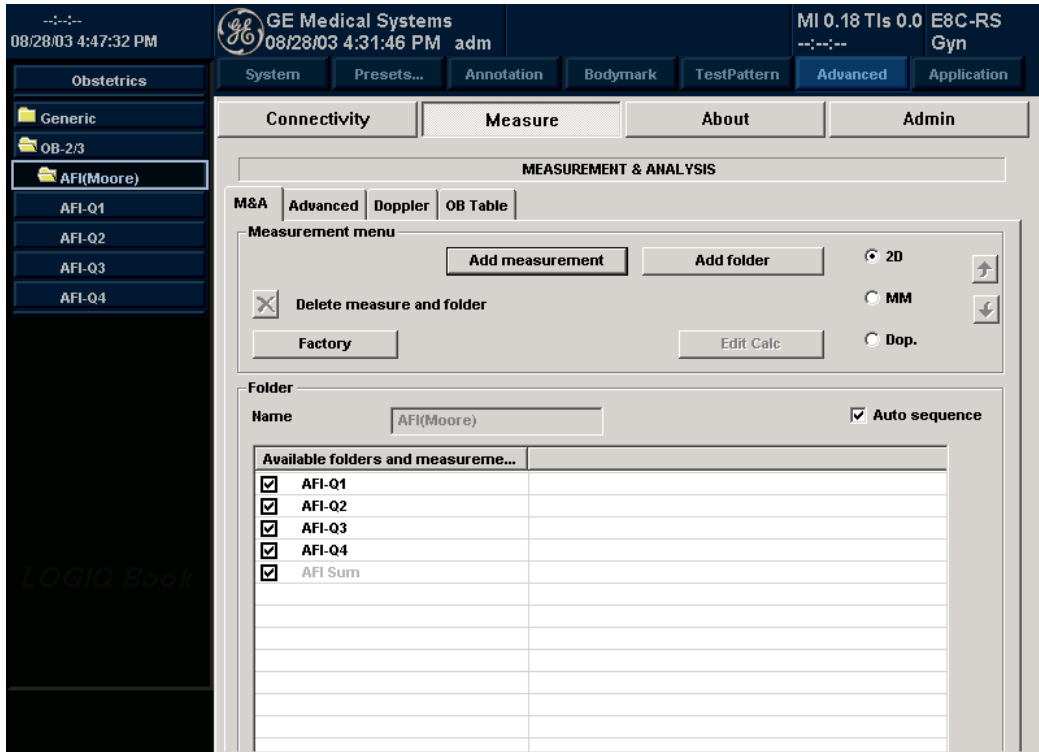 --:--:--
08/28/03 4:47:32 PM
GE Medical Systems
08/28/03 4:31:46 PM adm
MI 0.18 TIs 0.0 E8C-RS
--:--:-- Gyn
Obstetrics
System Presets... Annotation Bodymark TestPattern Advanced Application
Generic
OB-2/3
AFI(Moore)
AFI-Q1
AFI-Q2
AFI-Q3
AFI-Q4
LOGIQ Book
Connectivity Measure About Admin
MEASUREMENT & ANALYSIS
M&A Advanced Doppler OB Table
Measurement menu
Add measurement Add folder 2D
Delete measure and folder MM
Factory Edit Calc Dop.
Folder
Name AFI(Moore) Auto sequence
Available folders and measureme...
AFI-Q1
AFI-Q2
AFI-Q3
AFI-Q4
AFI Sum